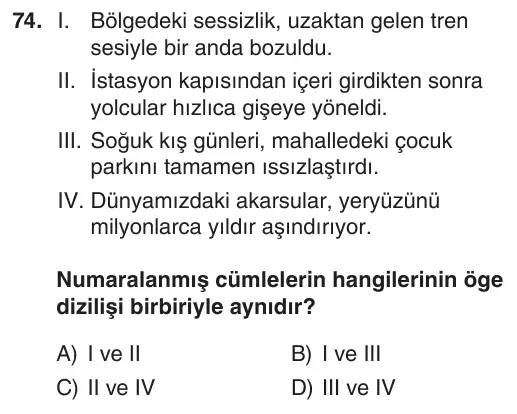 74. I. Bölgedeki sessizlik, uzaktan gelen tren
sesiyle bir anda bozuldu.
II. İstasyon kapısından içeri girdikten sonra
yolcular hızlıca gişeye yöneldi.
III. Soğuk kış günleri, mahalledeki çocuk
parkını tamamen ıssızlaştırdı.
IV. Dünyamızdaki akarsular, yeryüzünü
milyonlarca yıldır aşındırıyor.
Numaralanmış cümlelerin hangilerinin öge
dizilişi birbiriyle aynıdır?
A) I ve II B) I ve III
C) II ve IV D) III ve IV